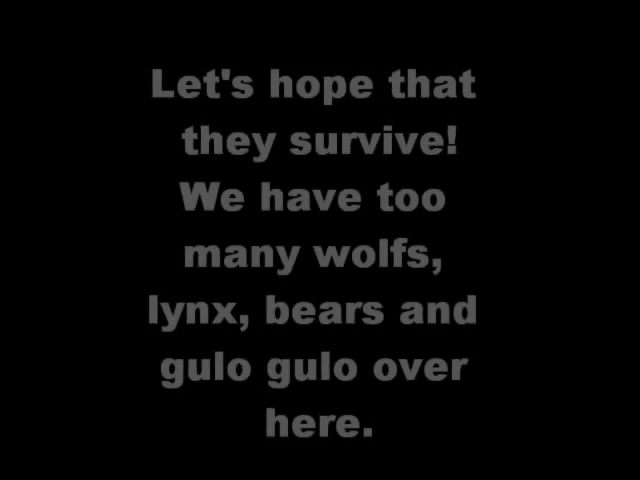 Let's hope that
they survive!
We have too
many wolfs,
lynx, bears and
gulo gulo over
here.